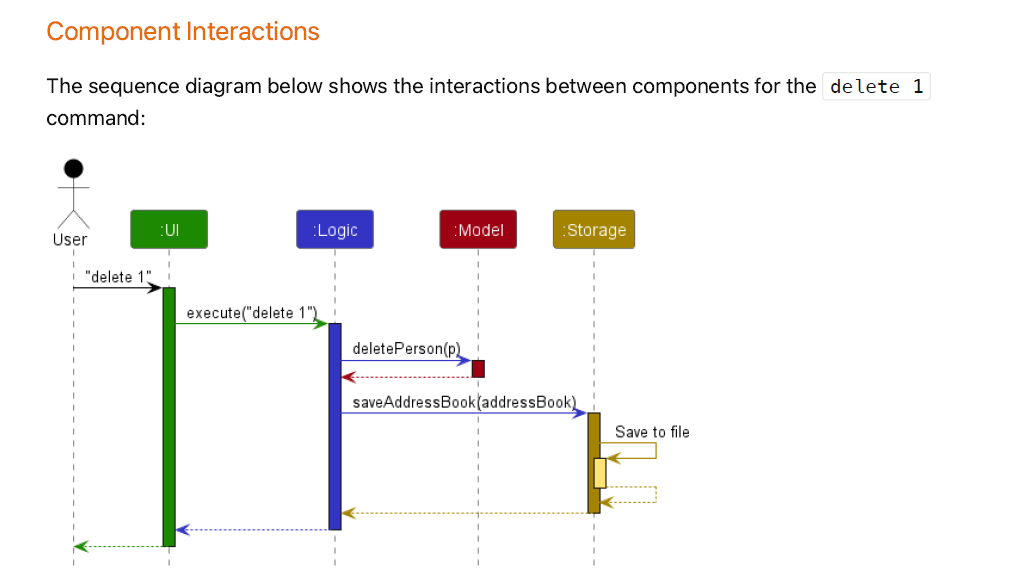 Component Interactions
The sequence diagram below shows the interactions between components for the delete 1
command:
User
:UI
:Logic
:Model
:Storage
"delete 1"
execute("delete 1")
deletePerson(p)
saveAddressBook(addressBook)
Save to file